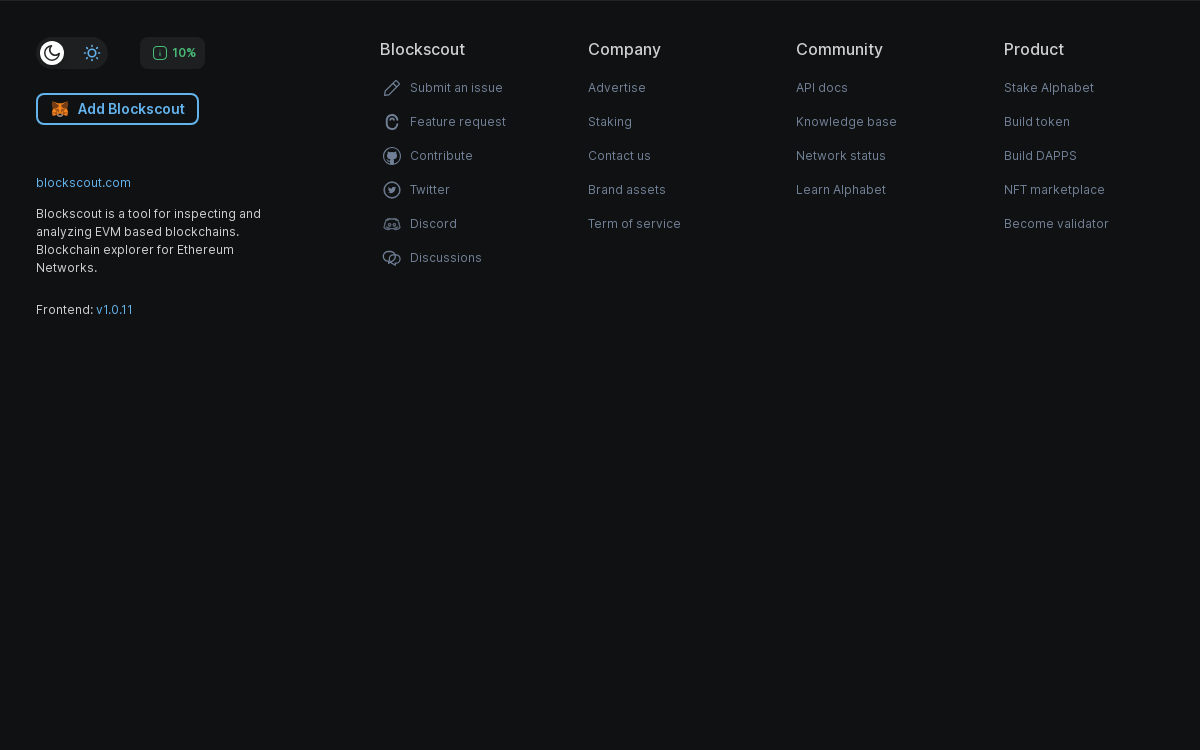 10%
Add Blockscout
blockscout.com
Blockscout is a tool for inspecting and
analyzing EVM based blockchains.
Blockchain explorer for Ethereum
Networks.
Frontend: v1.0.11
Blockscout
Submit an issue
Feature request
Contribute
Twitter
Discord
Discussions
Company
Advertise
Staking
Contact us
Brand assets
Term of service
Community
API docs
Knowledge base
Network status
Learn Alphabet
Product
Stake Alphabet
Build token
Build DAPPS
NFT marketplace
Become validator